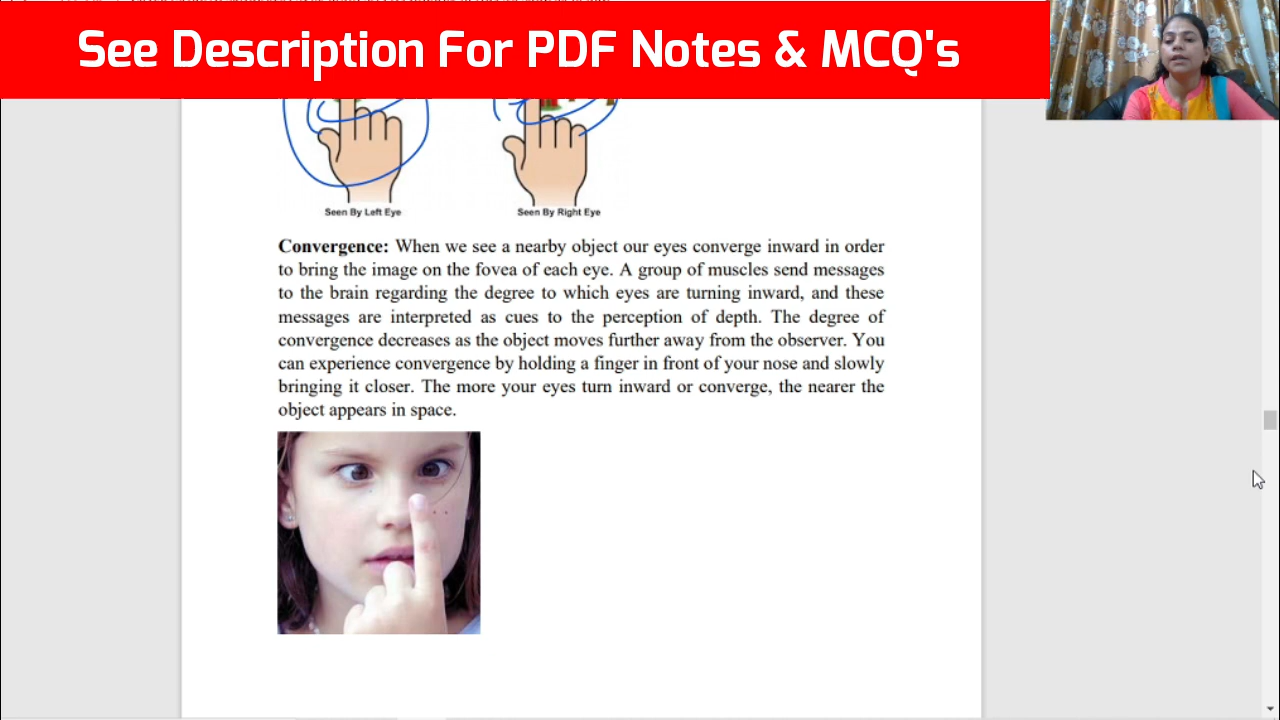 See Description For PDF Notes & MCQ's
Seen By Left Eye
Seen By Right Eye
Convergence: When we see a nearby object our eyes converge inward in order
to bring the image on the fovea of each eye. A group of muscles send messages
to the brain regarding the degree to which eyes are turning inward, and these
messages are interpreted as cues to the perception of depth. The degree of
convergence decreases as the object moves further away from the observer. You
can experience convergence by holding a finger in front of your nose and slowly
bringing it closer. The more your eyes turn inward or converge, the nearer the
object appears in space.